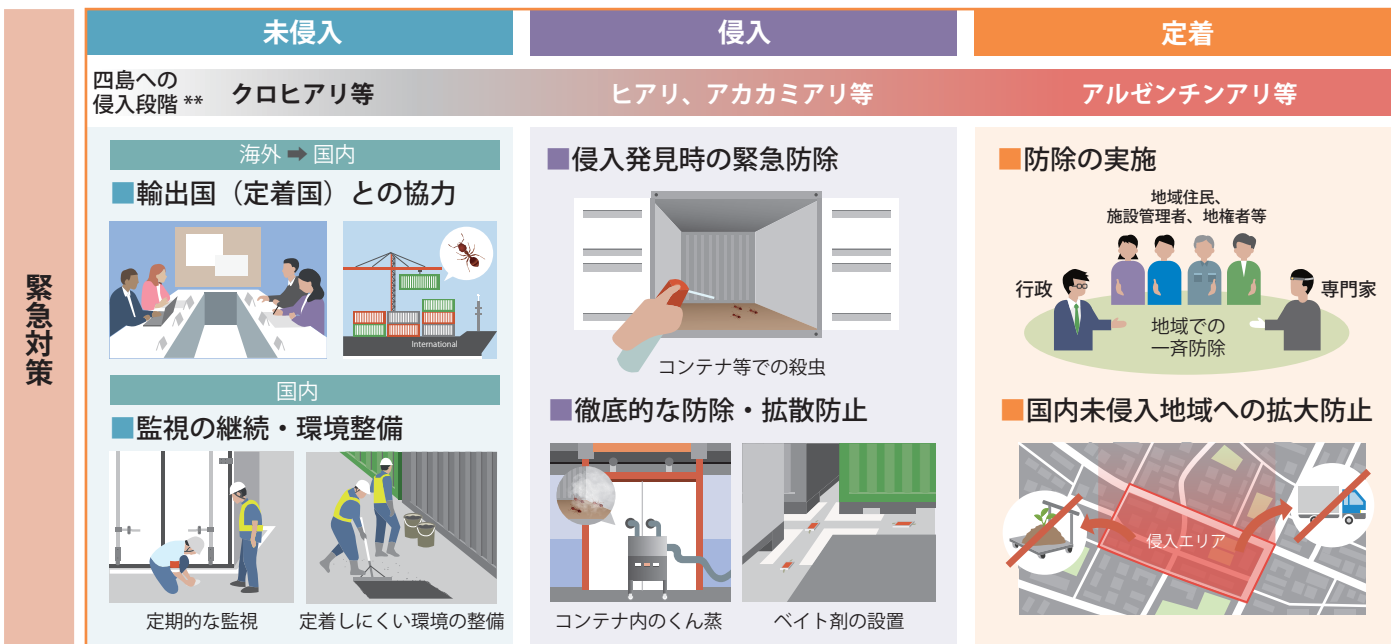 緊急対策
未侵入
侵入
定着
四島への
侵入段階 **
クロヒアリ等
ヒアリ、アカカミアリ等
アルゼンチンアリ等
海外 ➡ 国内
■輸出国（定着国）との協力
International
国内
■監視の継続・環境整備
定期的な監視
定着しにくい環境の整備
■侵入発見時の緊急防除
コンテナ等での殺虫
■徹底的な防除・拡散防止
コンテナ内のくん蒸
ベイト剤の設置
■防除の実施
地域住民、
施設管理者、地権者等
行政
専門家
地域での
一斉防除
■国内未侵入地域への拡大防止
侵入エリア